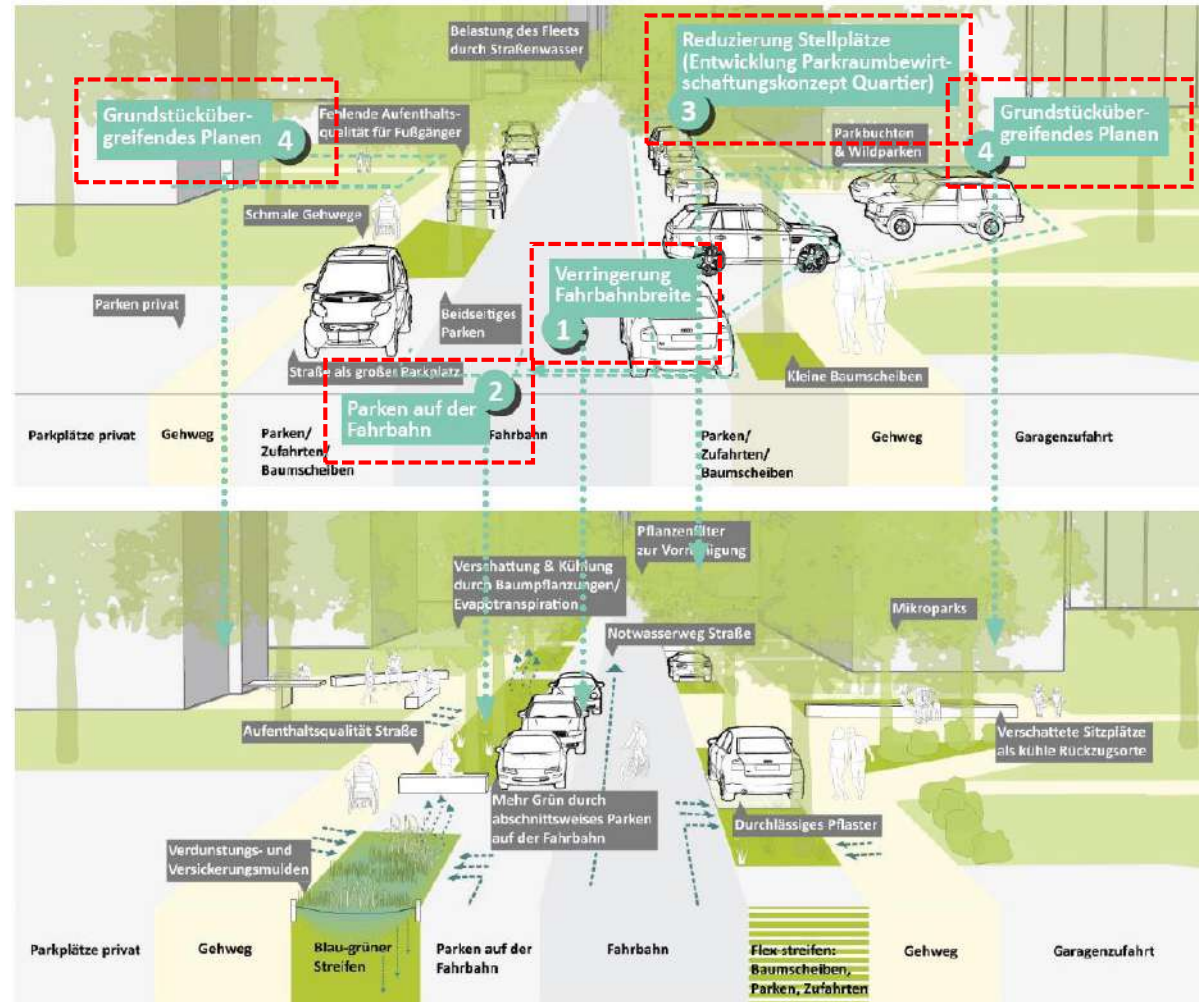 Belastung des Fleets
durch Straßenwasser
Reduzierung Stellplätze
(Entwicklung Parkraumbewirt-
schaftungskonzept Quartier)
3
Grundstücküber-
greifendes Planen
4
Fehlende Aufenthalts-
qualität für Fußgänger
Parkbuchten
& Wildparken
Grundstücküber-
greifendes Planen
4
Schmale Gehwege
Verringerung
Fahrbahnbreite
1
Parken privat
Beidseitiges
Parken
Straße als großer Parkplatz
Kleine Baumscheiben
2
Parken auf der
Fahrbahn
Parkplätze privat
Gehweg
Parken/
Zufahrten/
Baumscheiben
Fahrbahn
Parken/
Zufahrten/
Baumscheiben
Gehweg
Garagenzufahrt
Pflanzenfilter
zur Vorreinigung
Verschattung & Kühlung
durch Baumpflanzungen/
Evapotranspiration
Mikroparks
Notwasserweg Straße
Aufenthaltsqualität Straße
Verschattete Sitzplätze
als kühle Rückzugsorte
Mehr Grün durch
abschnittsweises Parken
auf der Fahrbahn
Durchlässiges Pflaster
Verdunstungs- und
Versickerungsmulden
Parkplätze privat
Gehweg
Blau-grüner
Streifen
Parken auf der
Fahrbahn
Fahrbahn
Flex streifen:
Baumscheiben,
Parken, Zufahrten
Gehweg
Garagenzufahrt